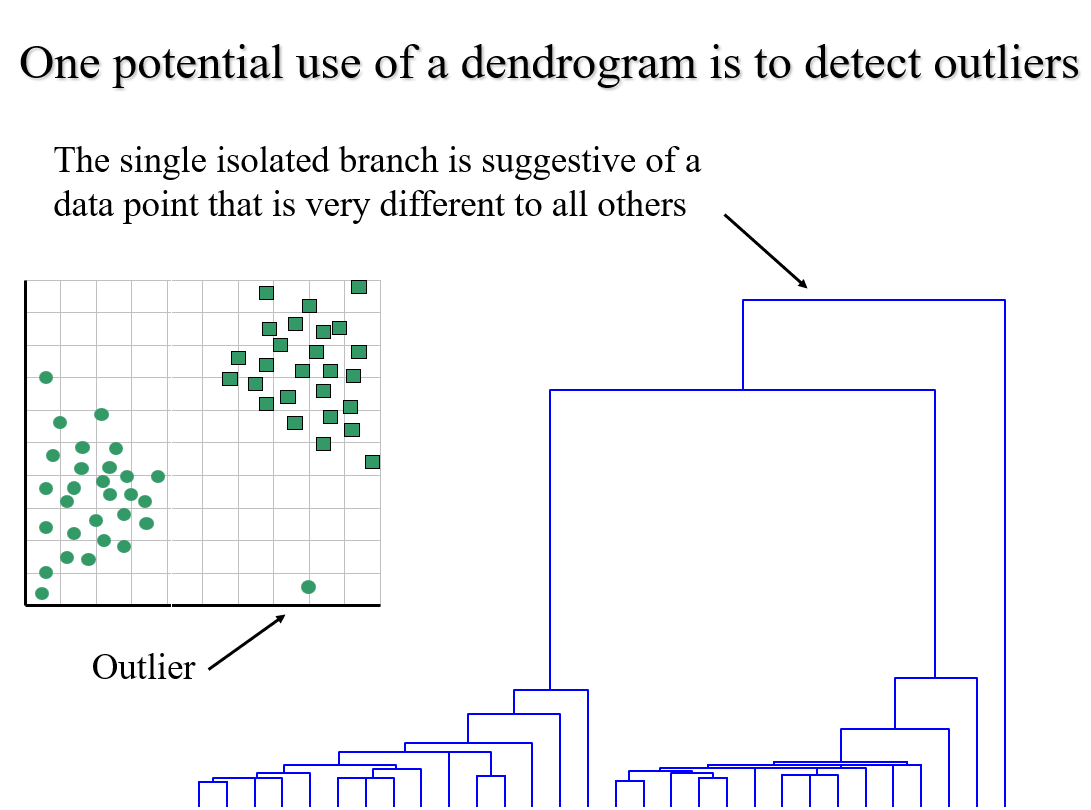 One potential use of a dendrogram is to detect outliers
The single isolated branch is suggestive of a
data point that is very different to all others
Outlier